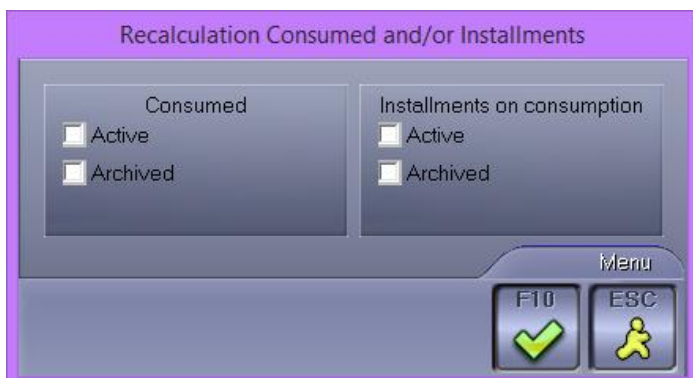 Recalculation Consumed and/or Installments
Consumed
Active
Archived
Installments on consumption
Active
Archived
Menu
F10
ESC